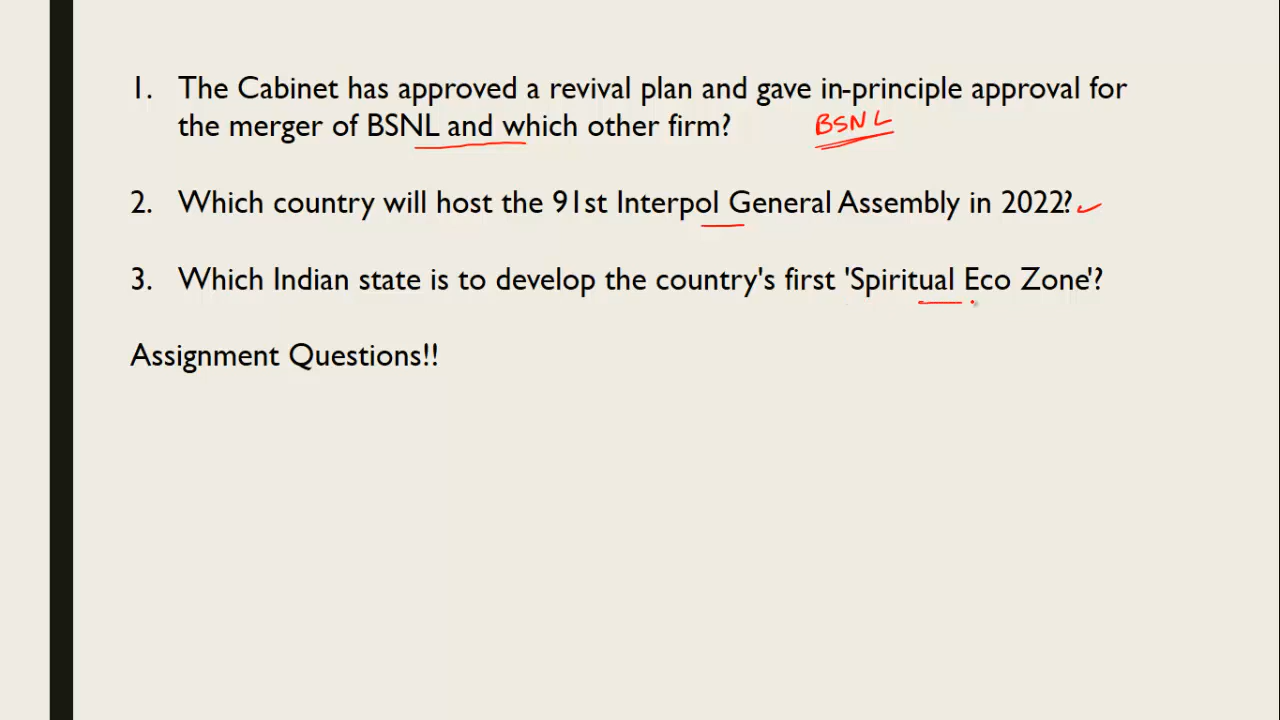 1. The Cabinet has approved a revival plan and gave in-principle approval for
the merger of BSNL and which other firm? BSNL
2. Which country will host the 91st Interpol General Assembly in 2022?
3. Which Indian state is to develop the country's first 'Spiritual Eco Zone'?
Assignment Questions!!